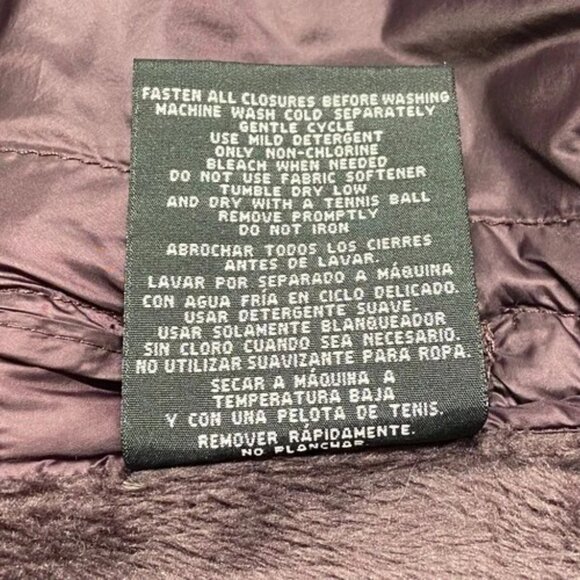 FASTEN ALL CLOSURES BEFORE WASHING
MACHINE WASH COLD SEPARATELY
GENTLE CYCLE
USE MILD DETERGENT
ONLY NON-CHLORINE
BLEACH WHEN NEEDED
DO NOT USE FABRIC SOFTENER
TUMBLE DRY LOW
AND DRY WITH A TENNIS BALL
REMOVE PROMPTLY
DO NOT IRON
ABROCHAR TODOS LOS CIERRES
ANTES DE LAVAR.
LAVAR POR SEPARADO A MÁQUINA
CON AGUA FRÍA EN CICLO DELICADO.
USAR DETERGENTE SUAVE.
USAR SOLAMENTE BLANQUEADOR
SIN CLORO CUANDO SEA NECESARIO.
NO UTILIZAR SUAVIZANTE PARA ROPA.
SECAR A MÁQUINA A
TEMPERATURA BAJA
Y CON UNA PELOTA DE TENIS.
REMOVER RÁPIDAMENTE.
NO PLANCHAR.